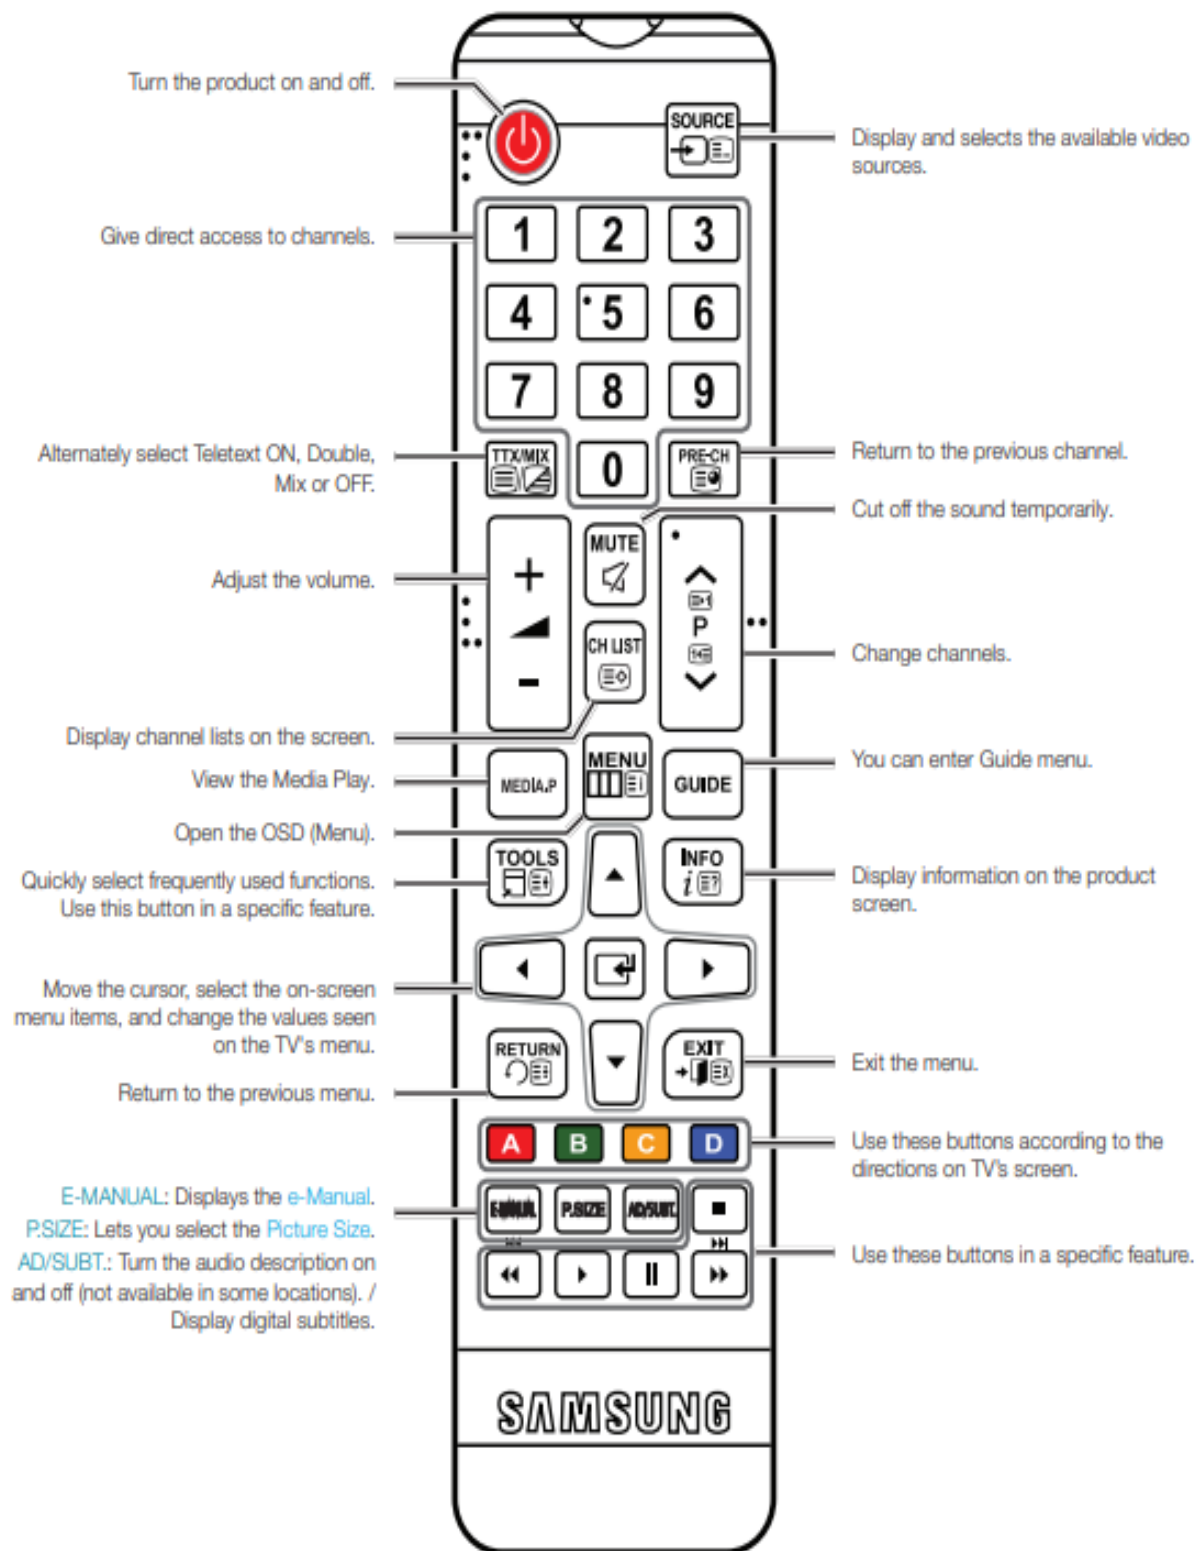 Turn the product on and off.
SOURCE
Display and selects the available video
sources.
Give direct access to channels.
1 2 3
4 5 6
7 8 9
Alternately select Teletext ON, Double,
Mix or OFF.
TTX/MIX
0
PRE-CH
Return to the previous channel.
Cut off the sound temporarily.
MUTE
Adjust the volume.
+
-
P
CH LIST
Change channels.
Display channel lists on the screen.
View the Media Play.
MEDIA.P
MENU
GUIDE
You can enter Guide menu.
Open the OSD (Menu).
TOOLS
INFO
Quickly select frequently used functions.
Use this button in a specific feature.
Display information on the product
screen.
Move the cursor, select the on-screen
menu items, and change the values seen
on the TV's menu.
RETURN
EXIT
Exit the menu.
Return to the previous menu.
A B C D
Use these buttons according to the
directions on TV's screen.
E-MANUAL: Displays the e-Manual.
P.SIZE: Lets you select the Picture Size.
AD/SUBT.: Turn the audio description on
and off (not available in some locations). /
Display digital subtitles.
E-MANUAL P.SIZE AD/SUBT.
Use these buttons in a specific feature.
SAMSUNG